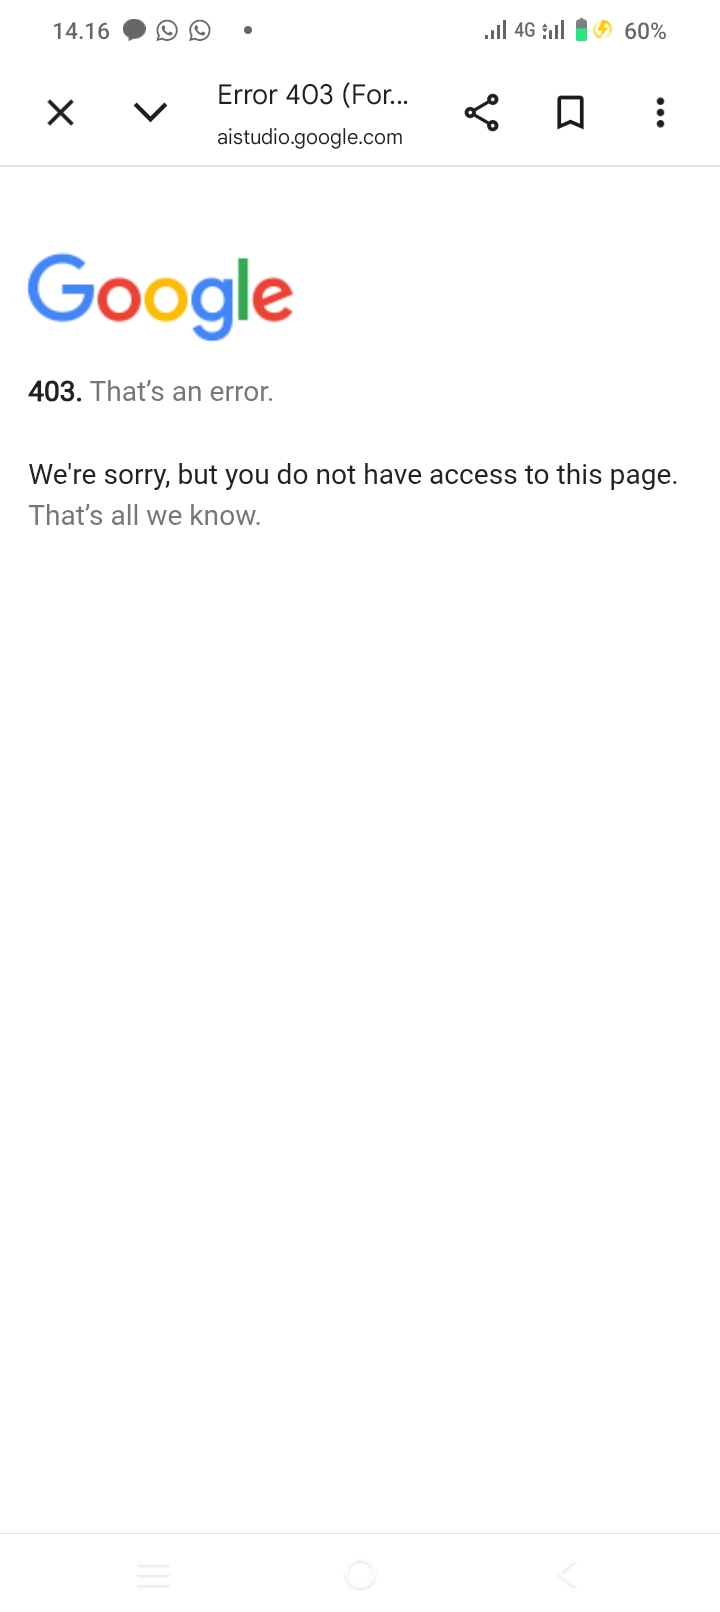 14.16
4G
60%
Error 403 (For...
aistudio.google.com
Google
403. That's an error.
We're sorry, but you do not have access to this page.
That's all we know.